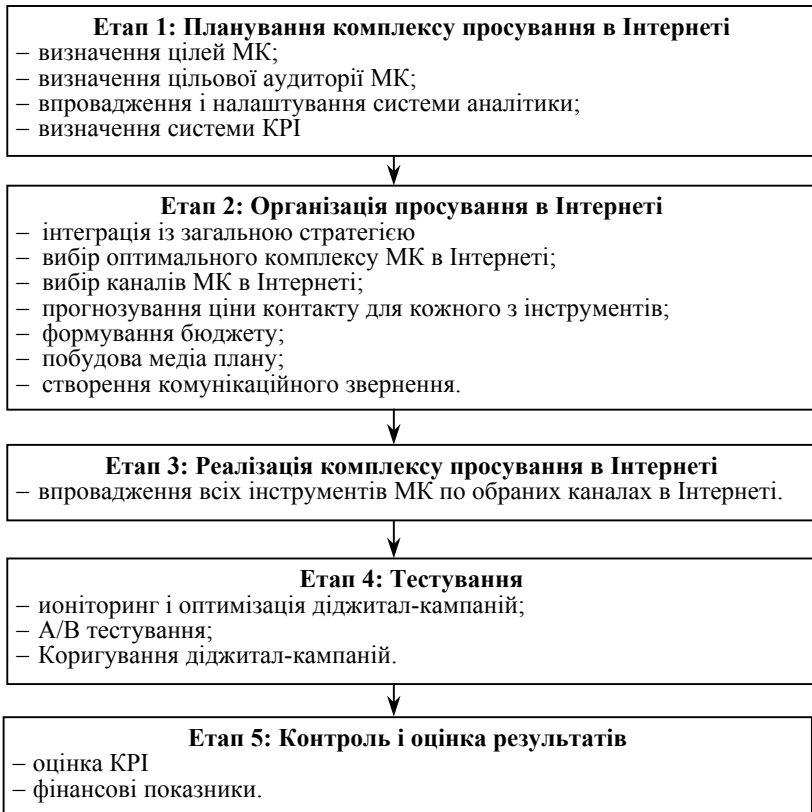 Етап 1: Планування комплексу просування в Інтернеті
– визначення цілей МК;
– визначення цільової аудиторії МК;
– впровадження і налаштування системи аналітики;
– визначення системи КРІ
Етап 2: Організація просування в Інтернеті
– інтеграція із загальною стратегією
– вибір оптимального комплексу МК в Інтернеті;
– вибір каналів МК в Інтернеті;
– прогнозування ціни контакту для кожного з інструментів;
– формування бюджету;
– побудова медіа плану;
– створення комунікаційного звернення.
Етап 3: Реалізація комплексу просування в Інтернеті
– впровадження всіх інструментів МК по обраних каналах в Інтернеті.
Етап 4: Тестування
– ионіторинг і оптимізація діджитал-кампаній;
– А/В тестування;
– Коригування діджитал-кампаній.
Етап 5: Контроль і оцінка результатів
– оцінка КРІ
– фінансові показники.